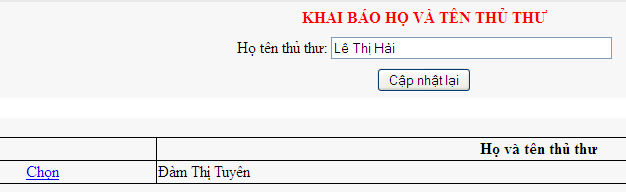 KHAI BÁO HỌ VÀ TÊN THỦ THƯ
Họ tên thủ thư: Lê Thị Hải
Cập nhật lại
Họ và tên thủ thư
Chọn Đàm Thị Tuyên